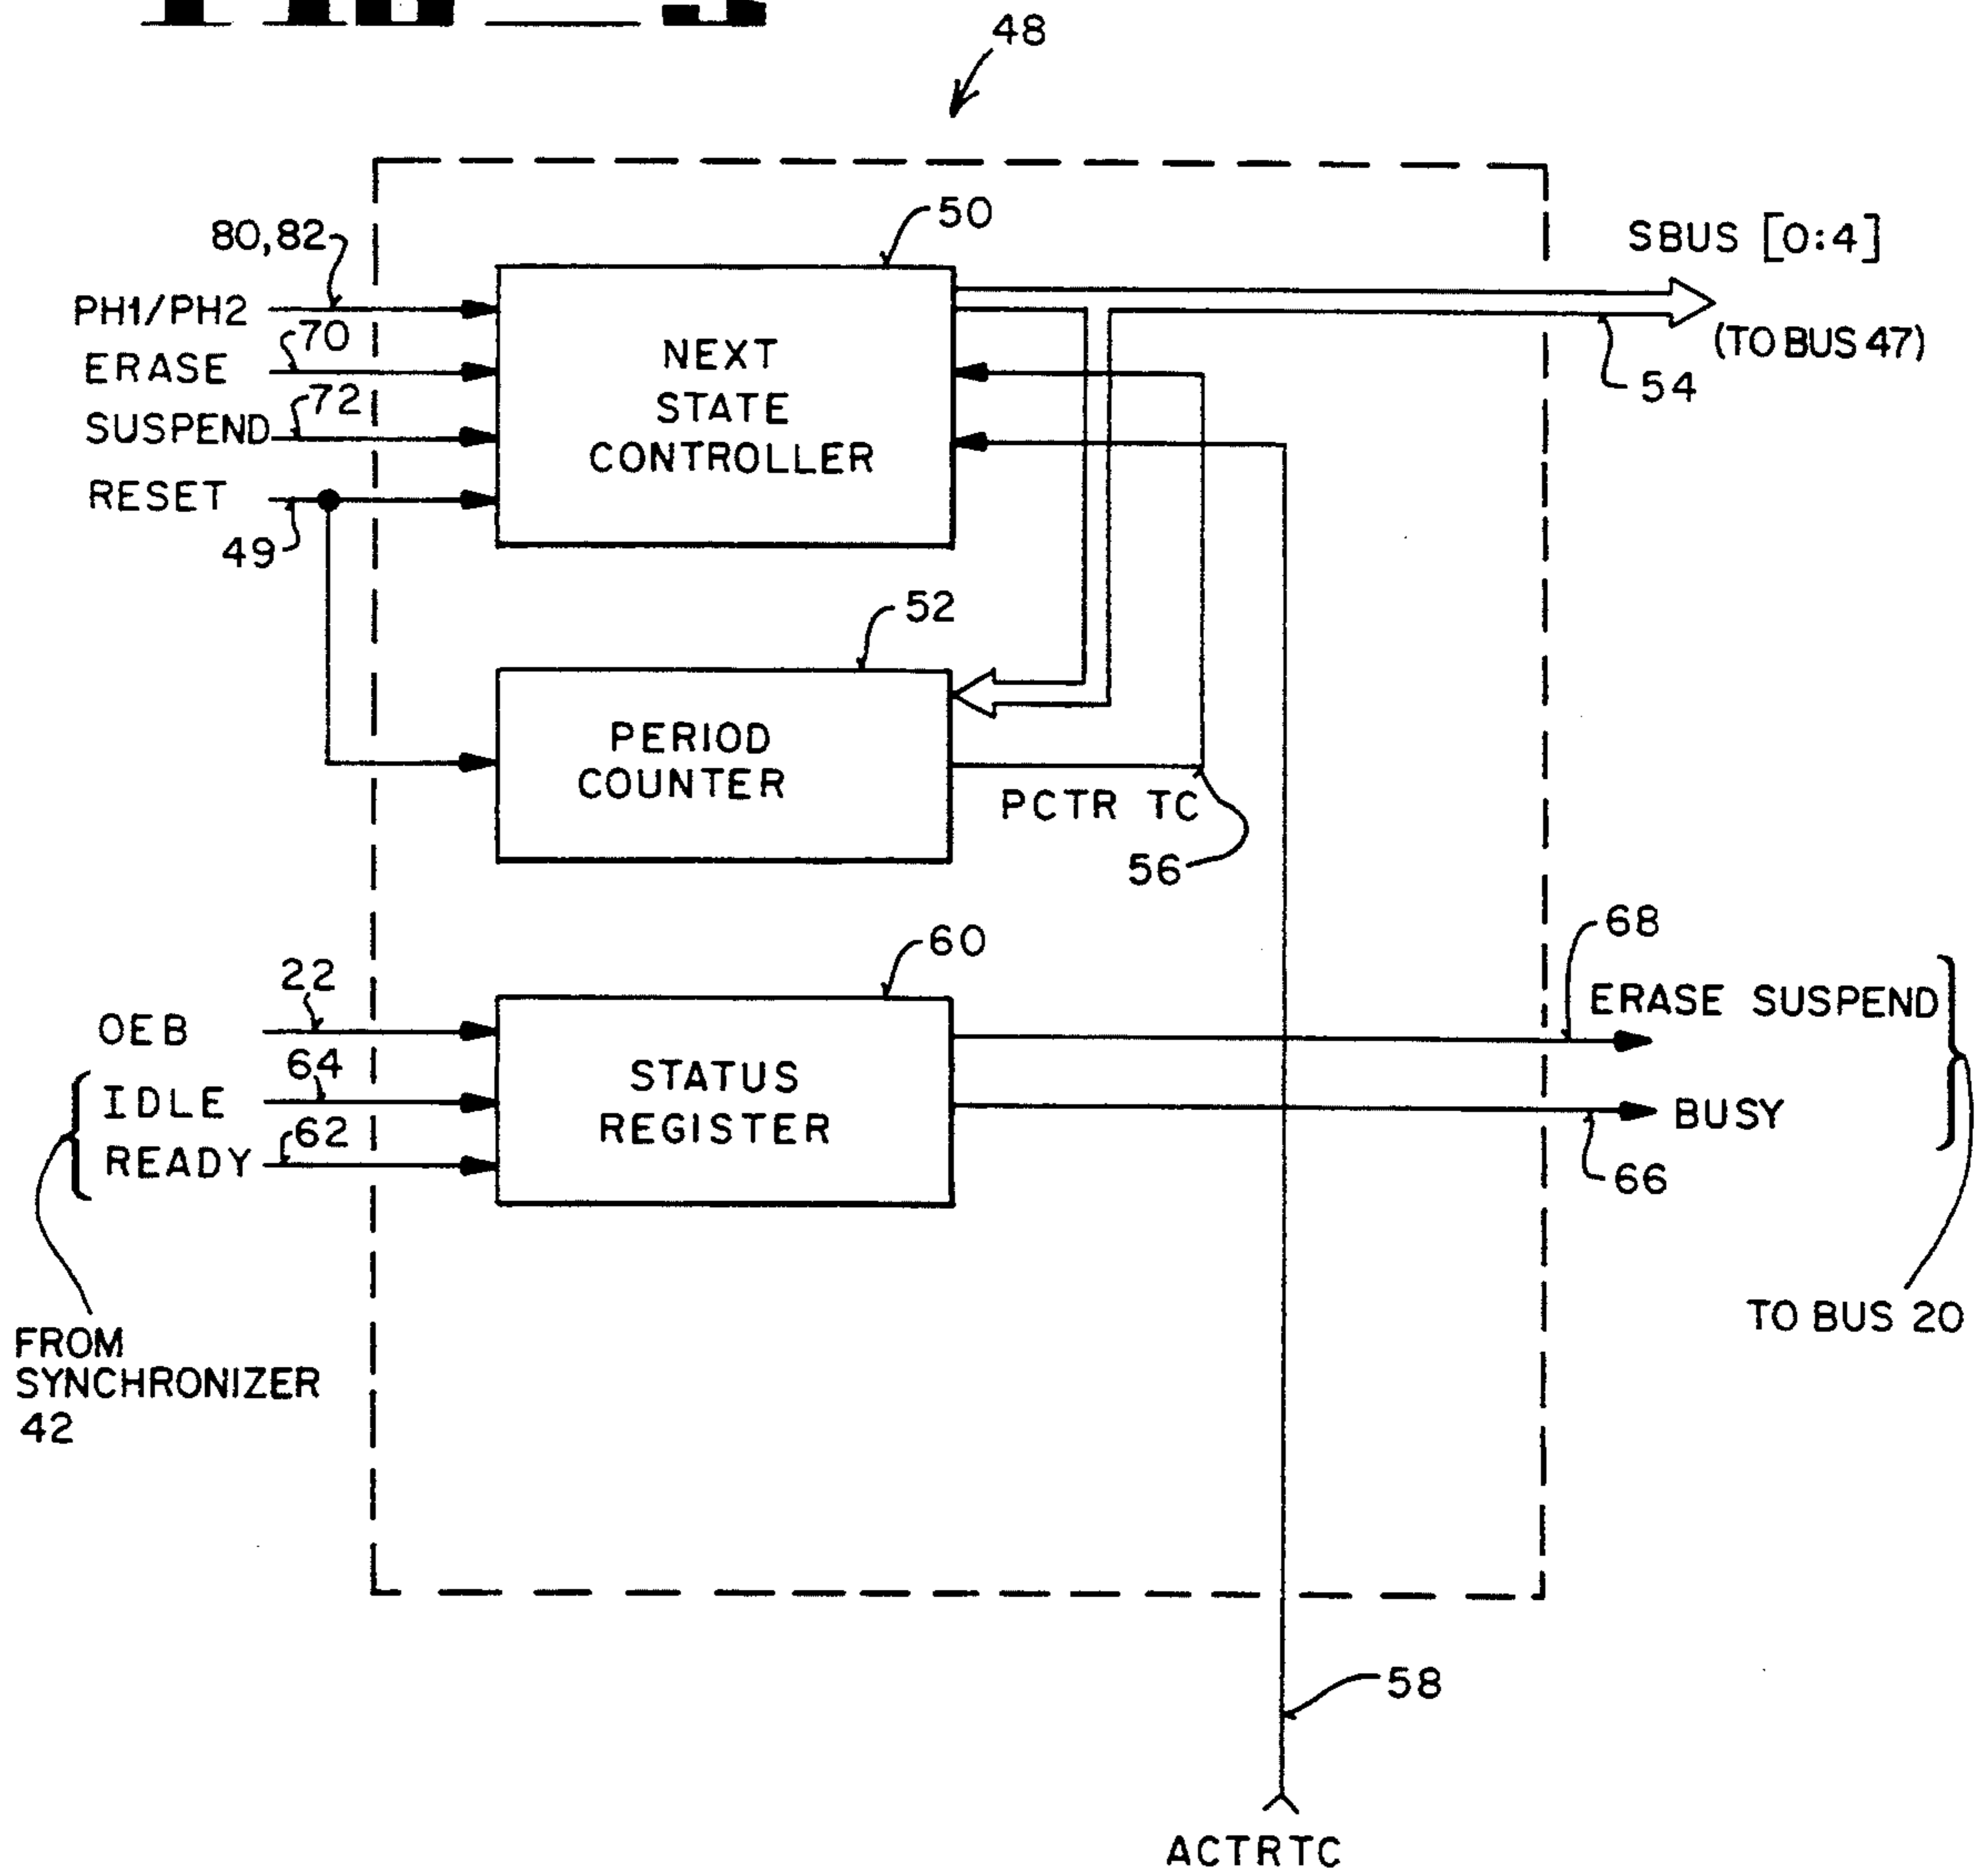 48
50
80,82
SBUS [0:4]
PH1/PH2
70
(TO BUS 47)
ERASE
NEXT
STATE
CONTROLLER
54
72
SUSPEND
RESET
49
52
PERIOD
COUNTER
PCTR TC
56
68
60
22
ERASE SUSPEND
OEB
64
STATUS
REGISTER
IDLE
BUSY
62
READY
66
TO BUS 20
FROM
SYNCHRONIZER
42
58
ACTRTC